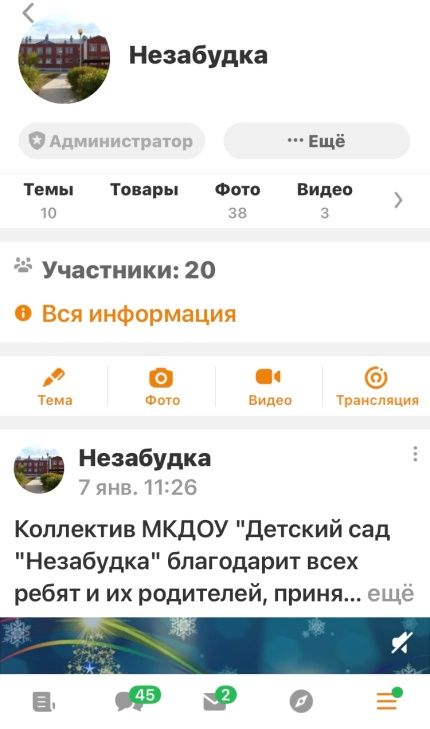 Незабудка
Администратор
··· Ещё
Темы Товары Фото Видео
10 38 3
Участники: 20
Вся информация
Тема Фото Видео Трансляция
Незабудка
7 янв. 11:26
Коллектив МКДОУ "Детский сад
"Незабудка" благодарит всех
ребят и их родителей, приня... ещё
45 2